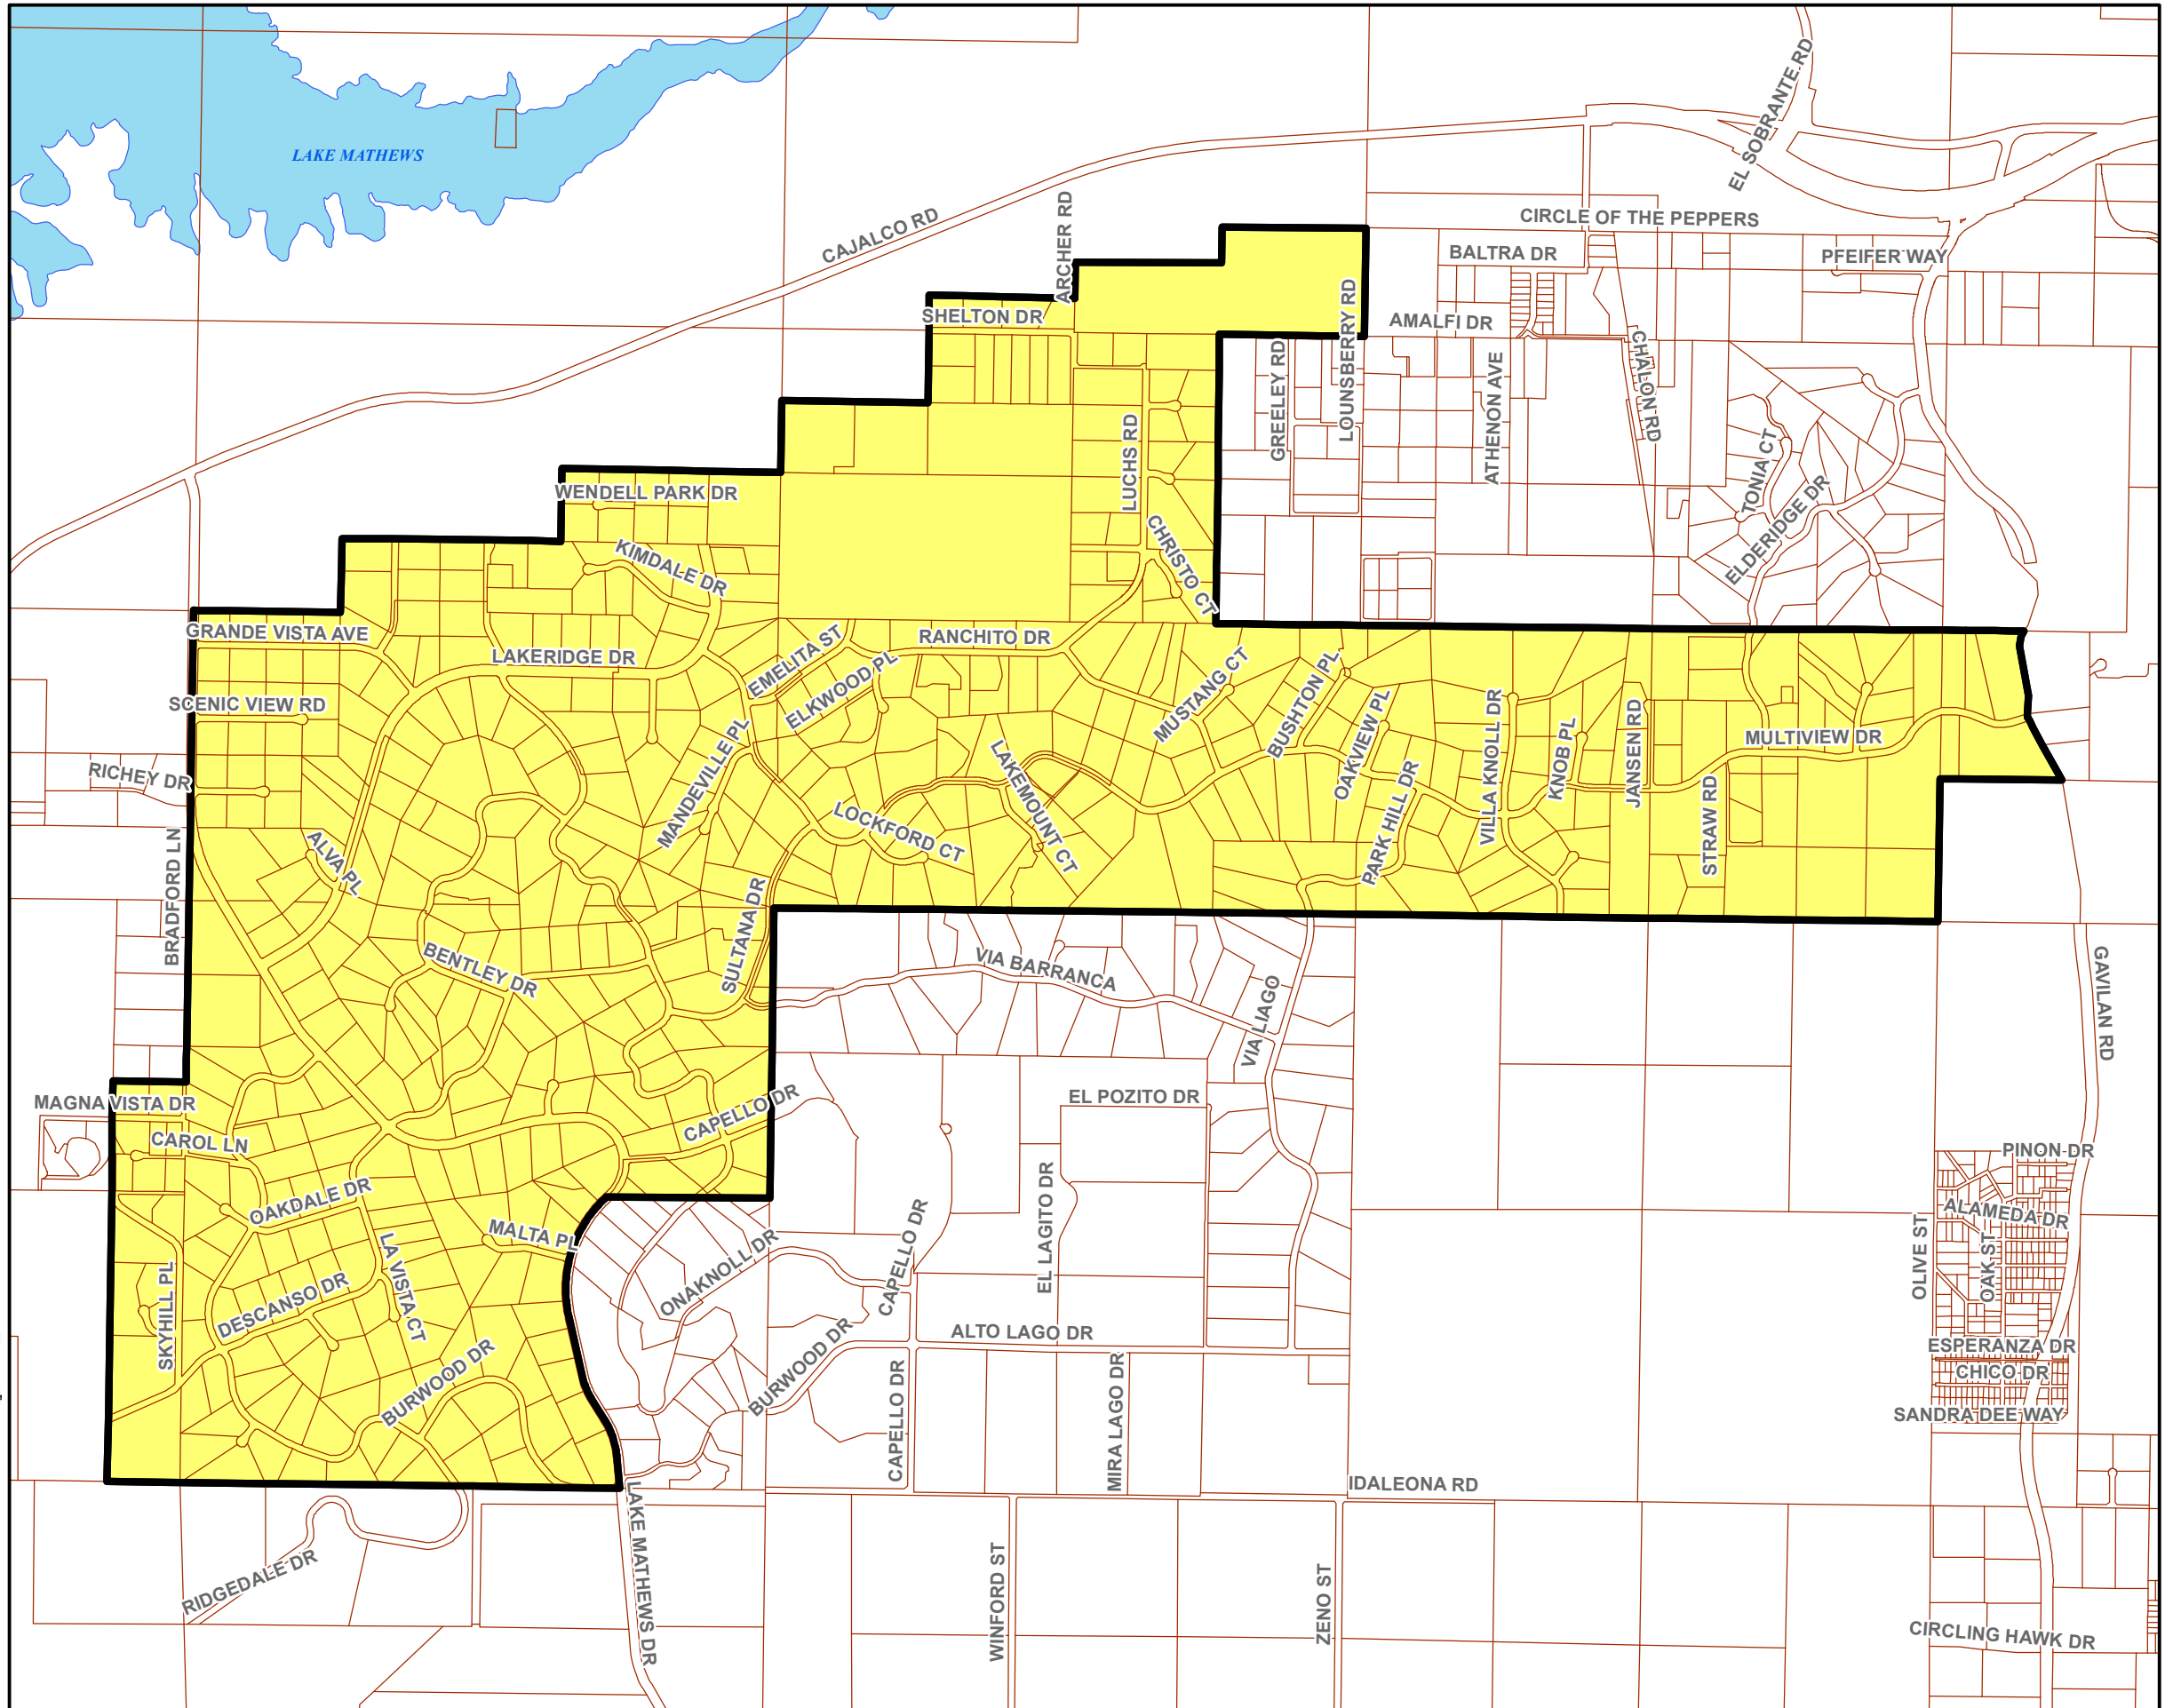 EL SOBRANTE RD
LAKE MATHEWS
CAJALCO RD
ARCHER RD
CIRCLE OF THE PEPPERS
BALTRA DR
PFEIFER WAY
SHELTON DR
LOUNSBERRY RD
AMALFI DR
GREELEY RD
ATHENON AVE
CHALON RD
LUCHS RD
TONIA CT
WENDELL PARK DR
ELDERIDGE DR
CHRISTO CT
KIMDALE DR
GRANDE VISTA AVE
LAKERIDGE DR
EMELITA ST
RANCHITO DR
ELKWOOD PL
MUSTANG CT
BUSHTON PL
SCENIC VIEW RD
MANDEVILLE PL
OAKVIEW PL
VILLA KNOLL DR
KNOB PL
JANSEN RD
MULTIVIEW DR
RICHEY DR
LAKEMOUNT CT
LOCKFORD CT
PARK HILL DR
STRAW RD
ALVA PL
BRADFORD LN
SULTANA DR
BENTLEY DR
VIA BARRANCA
VIA LIAGO
GAVILAN RD
MAGNA VISTA DR
CAPELLO DR
EL POZITO DR
CAROL LN
PINON DR
OAKDALE DR
MALTA PL
EL LAGITO DR
ALAMEDA DR
OLIVE ST
OAK ST
LA VISTA CT
ONAKNOLL DR
CAPELLO DR
SKYHILL PL
DESCANSO DR
ALTO LAGO DR
ESPERANZA DR
BURWOOD DR
BURWOOD DR
CHICO DR
CAPELLO DR
MIRA LAGO DR
SANDRA DEE WAY
IDALEONA RD
LAKE MATHEWS DR
RIDGEDALE DR
WINFORD ST
ZENO ST
CIRCLING HAWK DR